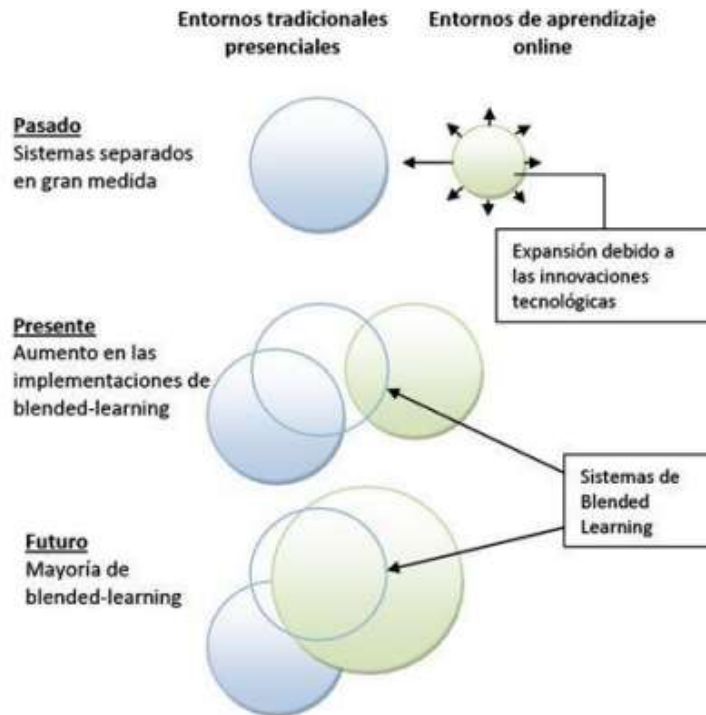 Entornos tradicionales
presenciales
Entornos de aprendizaje
online
Pasado
Sistemas separados
en gran medida
Expansión debido a
las innovaciones
tecnológicas
Presente
Aumento en las
implementaciones de
blended-learning
Sistemas de
Blended
Learning
Futuro
Mayoría de
blended-learning